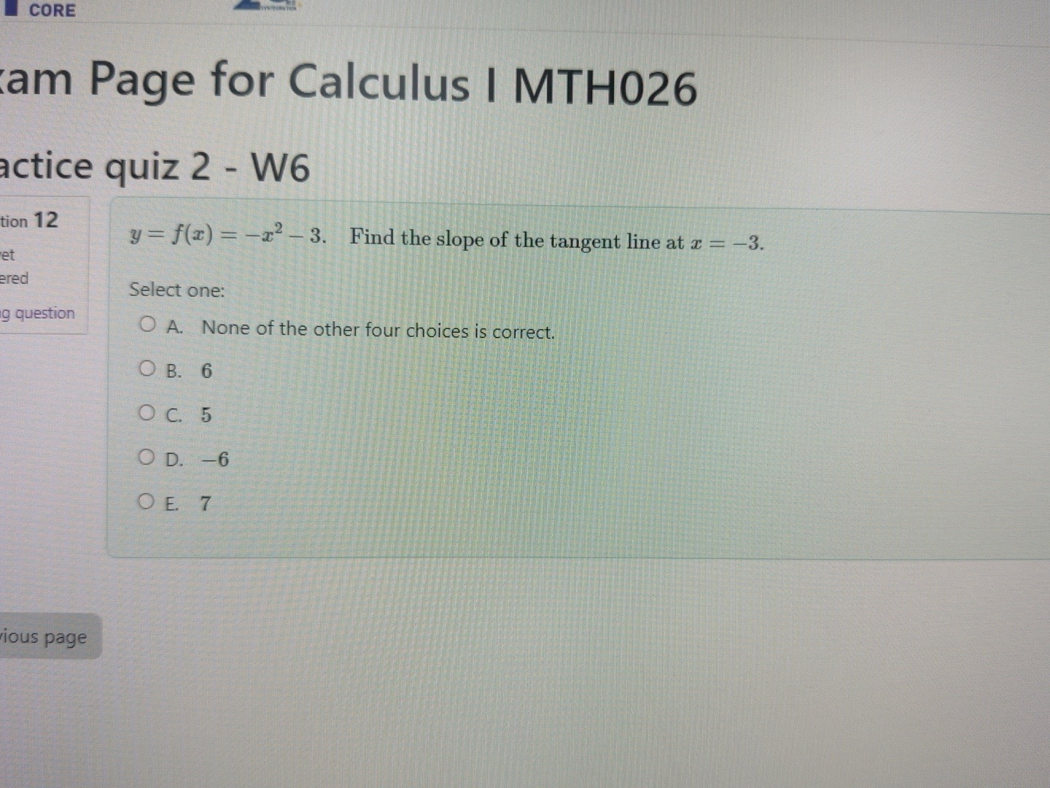 CORE
am Page for Calculus I MTH026
actice quiz 2 - W6
tion 12
et
ered
g question
y = f(x) = −x² − 3. Find the slope of the tangent line at x = −3.
Select one:
A. None of the other four choices is correct.
B. 6
C. 5
D. −6
E. 7
ious page